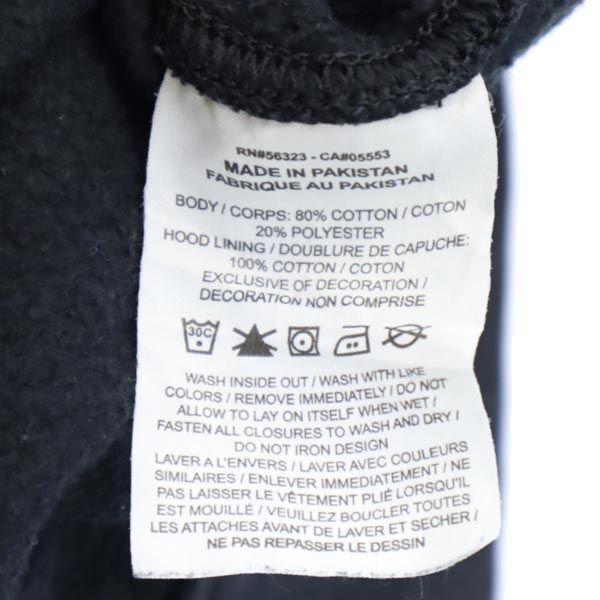 RN#56323 - CA#05553
MADE IN PAKISTAN
FABRIQUE AU PAKISTAN
BODY / CORPS: 80% COTTON / COTON
20% POLYESTER
HOOD LINING / DOUBLURE DE CAPUCHE:
100% COTTON / COTON
EXCLUSIVE OF DECORATION /
DECORATION NON COMPRISE
30C
WASH INSIDE OUT / WASH WITH LIKE
COLORS / REMOVE IMMEDIATELY / DO NOT
ALLOW TO LAY ON ITSELF WHEN WET /
FASTEN ALL CLOSURES TO WASH AND DRY /
DO NOT IRON DESIGN
LAVER A L'ENVERS / LAVER AVEC COULEURS
SIMILAIRES / ENLEVER IMMEDIATEMENT / NE
PAS LAISSER LE VÊTEMENT PLIÉ LORSQU'IL
EST MOUILLÉ / VEUILLEZ BOUCLER TOUTES
LES ATTACHES AVANT DE LAVER ET SECHER /
NE PAS REPASSER LE DESSIN